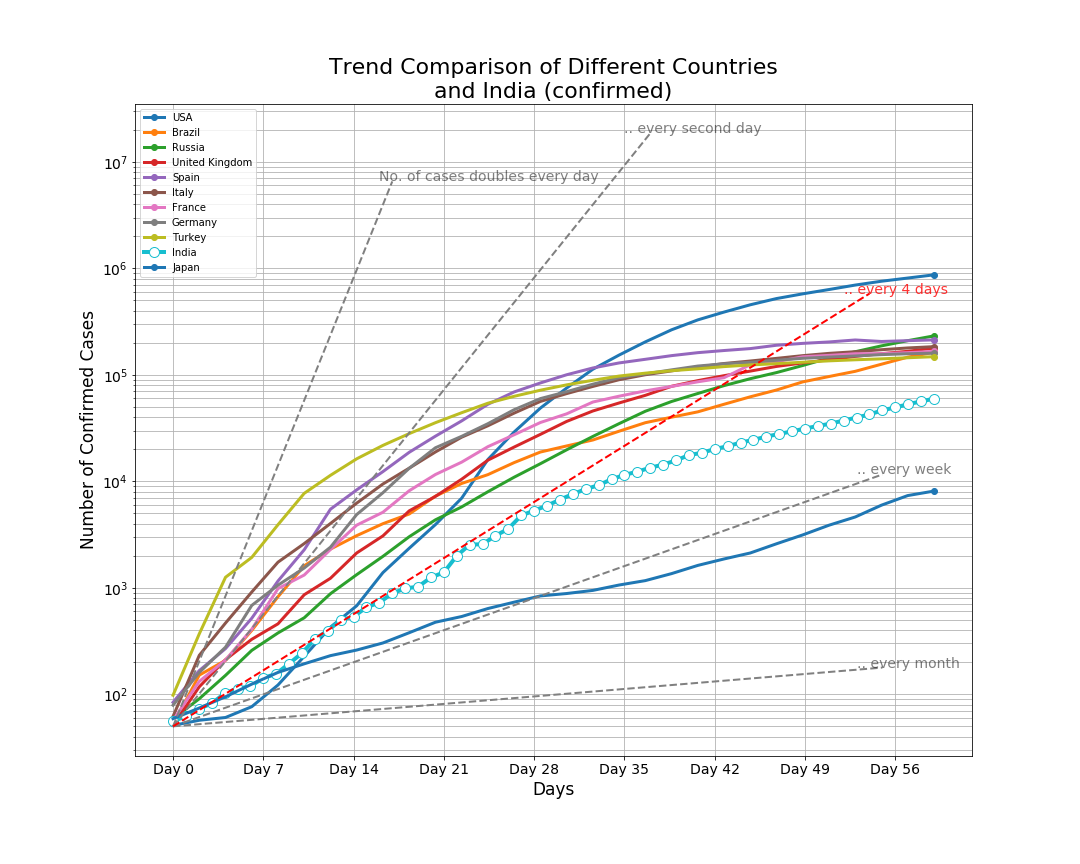 Trend Comparison of Different Countries
and India (confirmed)
USA
Brazil
Russia
United Kingdom
Spain
Italy
France
Germany
Turkey
India
Japan
.. every second day
No. of cases doubles every day
.. every 4 days
.. every week
.. every month
Number of Confirmed Cases
10^7
10^6
10^5
10^4
10^3
10^2
Day 0 Day 7 Day 14 Day 21 Day 28 Day 35 Day 42 Day 49 Day 56
Days